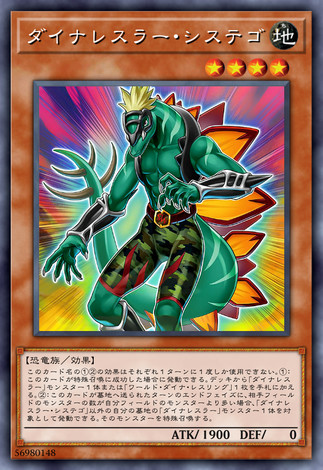 ダイナレスラー・システゴ
地
【恐竜族／効果】
このカード名の①②の効果はそれぞれ1ターンに1度しか使用できない。①：
このカードが特殊召喚に成功した場合に発動できる。デッキから「ダイナレス
ラー」モンスター1体または「ワールド・ダイナ・レスリング」1枚を手札に加え
る。②：このカードが墓地へ送られたターンのエンドフェイズに、相手フィール
ドのモンスターの数が自分フィールドのモンスターより多い場合、「ダイナレ
スラー・システゴ」以外の自分の墓地の「ダイナレスラー」モンスター1体を対
象として発動できる。そのモンスターを特殊召喚する。
ATK/ 1900 DEF/ 0
56980148